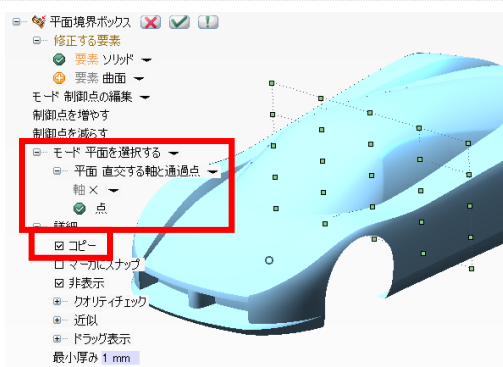 平面境界ボックス
修正する要素
要素 ソリッド
要素 曲面
モード 制御点の編集
制御点を増やす
制御点を減らす
モード 平面を選択する
平面 直交する軸と通過点
軸 X
点
詳細
コピー
マーカにスナップ
非表示
クオリティチェック
近似
ドラッグ表示
最小厚み 1 mm